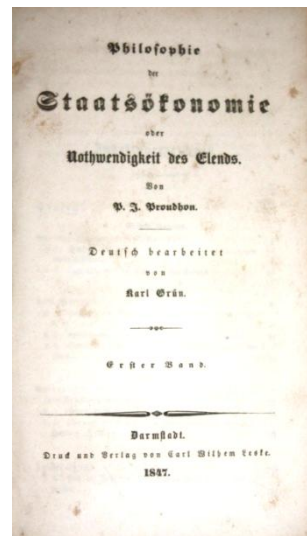 Philosophie
der
Staatsökonomie
oder
Nothwendigkeit des Elends.
Von
P. J. Proudhon.
Deutsch bearbeitet
von
Karl Grün.
Erster Band.
Darmstadt.
Druck und Verlag von Carl Wilhem Leske.
1847.